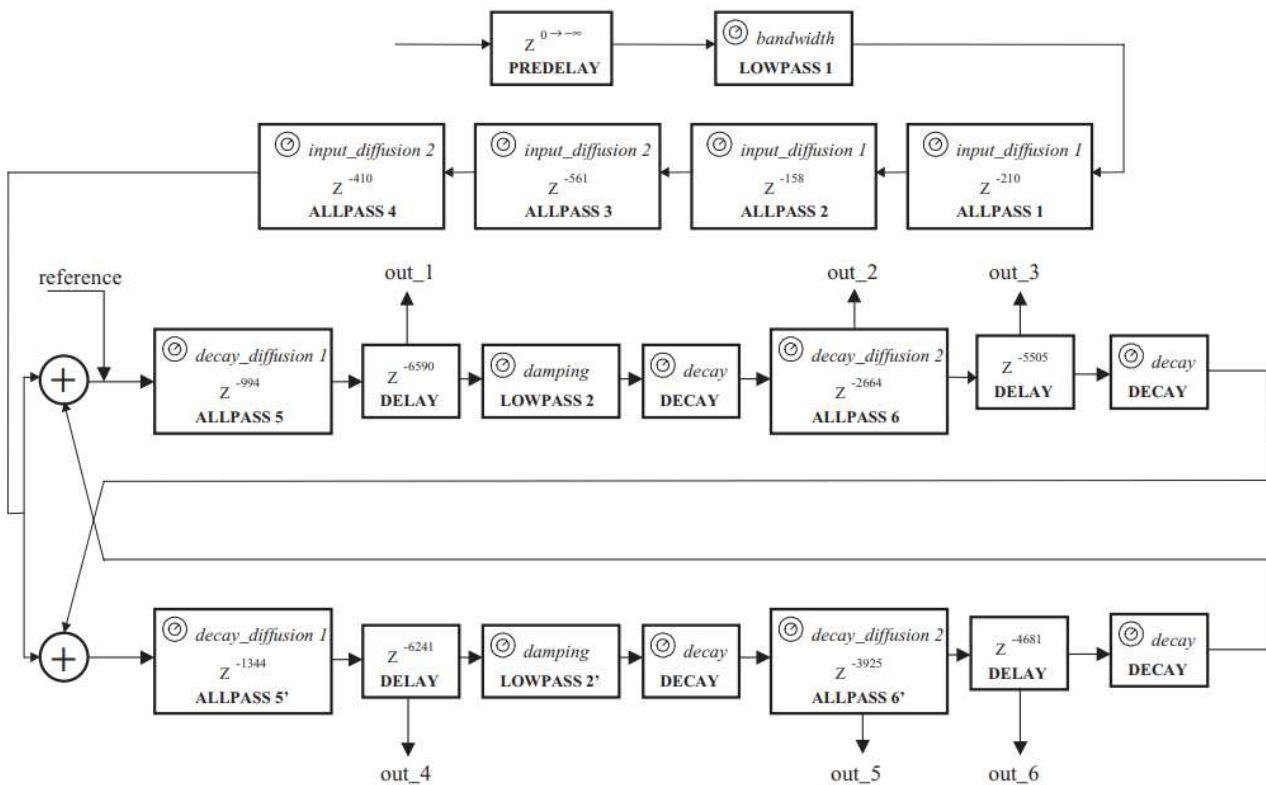 Z 0→-∞
PREDELAY
bandwidth
LOWPASS 1
input_diffusion 2
Z -410
ALLPASS 4
input_diffusion 2
Z -561
ALLPASS 3
input_diffusion 1
Z -158
ALLPASS 2
input_diffusion 1
Z -210
ALLPASS 1
reference
out_1
out_2
out_3
+
decay_diffusion 1
Z -994
ALLPASS 5
Z -6590
DELAY
damping
LOWPASS 2
decay
DECAY
decay_diffusion 2
Z -2664
ALLPASS 6
Z -5505
DELAY
decay
DECAY
+
decay_diffusion 1
Z -1344
ALLPASS 5’
Z -6241
DELAY
damping
LOWPASS 2’
decay
DECAY
decay_diffusion 2
Z -3925
ALLPASS 6’
Z -4681
DELAY
decay
DECAY
out_4
out_5
out_6